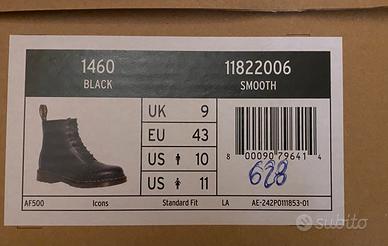 1460
BLACK
11822006
SMOOTH
UK 9
EU 43
US 10
US 11
8 00090 79641 4
628
AF500 Icons Standard Fit LA AE-242P0111853-01
subito